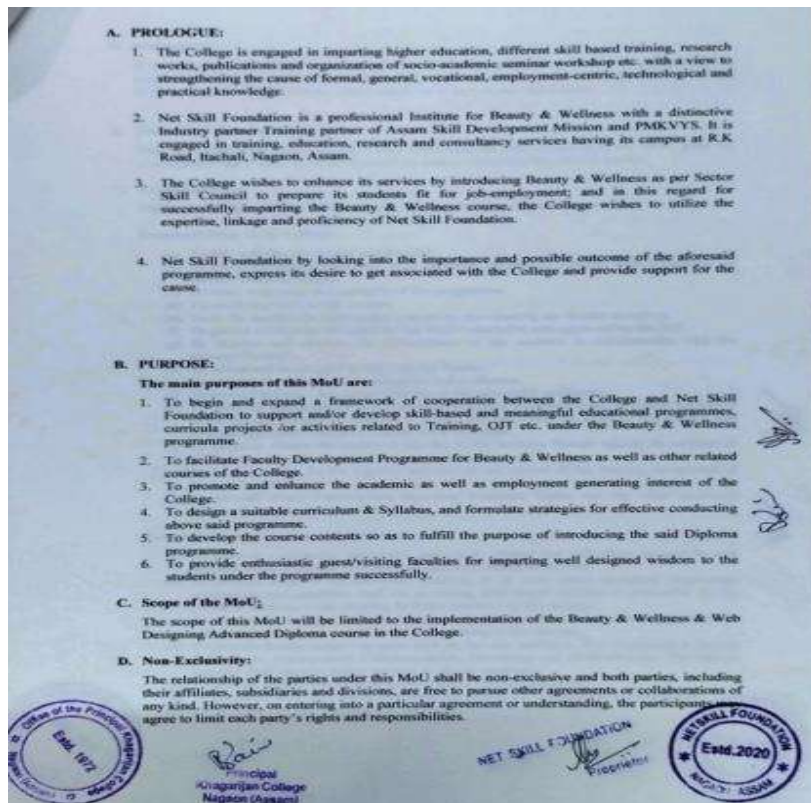 A. PROLOGUE:
1. The College is engaged in imparting higher education, different skill based training, research
works, publications and organization of socio-academic seminar workshop etc. with a view to
strengthening the cause of formal, general, vocational, employment-centric, technological and
practical knowledge.
2. Net Skill Foundation is a professional Institute for Beauty & Wellness with a distinctive
Industry partner Training partner of Assam Skill Development Mission and PMKVYS. It is
engaged in training, education, research and consultancy services having its campus at R.K
Road, Itachali, Nagaon, Assam.
3. The College wishes to enhance its services by introducing Beauty & Wellness as per Sector
Skill Council to prepare its students fit for job-employment; and in this regard for
successfully imparting the Beauty & Wellness course, the College wishes to utilize the
expertise, linkage and proficiency of Net Skill Foundation.
4. Net Skill Foundation by looking into the importance and possible outcome of the aforesaid
programme, express its desire to get associated with the College and provide support for the
cause.
B. PURPOSE:
The main purposes of this MoU are:
1. To begin and expand a framework of cooperation between the College and Net Skill
Foundation to support and/or develop skill-based and meaningful educational programmes,
curricula projects /or activities related to Training, OJT etc. under the Beauty & Wellness
programme.
2. To facilitate Faculty Development Programme for Beauty & Wellness as well as other related
courses of the College.
3. To promote and enhance the academic as well as employment generating interest of the
College.
4. To design a suitable curriculum & Syllabus, and formulate strategies for effective conducting
above said programme.
5. To develop the course contents so as to fulfill the purpose of introducing the said Diploma
programme.
6. To provide enthusiastic guest/visiting faculties for imparting well designed wisdom to the
students under the programme successfully.
C. Scope of the MoU:
The scope of this MoU will be limited to the implementation of the Beauty & Wellness & Web
Designing Advanced Diploma course in the College.
D. Non-Exclusivity:
The relationship of the parties under this MoU shall be non-exclusive and both parties, including
their affiliates, subsidiaries and divisions, are free to pursue other agreements or collaborations of
any kind. However, on entering into a particular agreement or understanding, the participants
agree to limit each party's rights and responsibilities.
Office of the Principal Khagarijan College
Estd. 1972
Nagaon (Assam)
Principal
Khagarijan College
Nagaon (Assam)
NET SKILL FOUNDATION
Proprietor
NETSKILL FOUNDATION
Estd.2020
NAGAON ASSAM